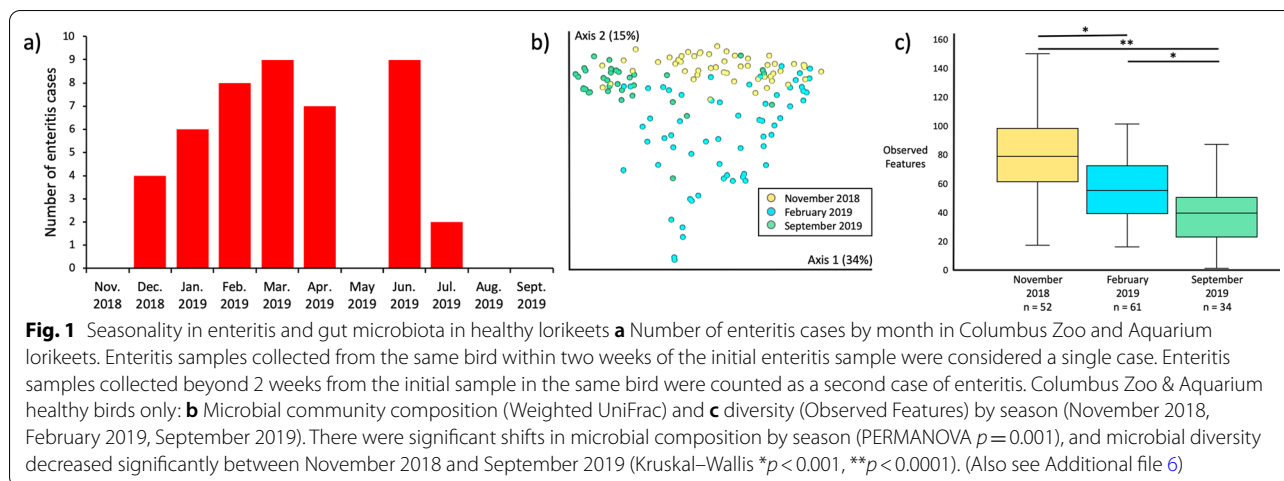 a)
10
9
8
7
6
5
4
3
2
1
0
Number of enteritis cases
Nov. Dec. Jan. Feb. Mar. Apr. May Jun. Jul. Aug. Sept.
2018 2018 2019 2019 2019 2019 2019 2019 2019 2019 2019
b)
Axis 2 (15%)
November 2018
February 2019
September 2019
Axis 1 (34%)
c)
*
**
*
160
140
120
100
80
60
40
20
0
Observed
Features
November February September
2018 2019 2019
n = 52 n = 61 n = 34
Fig. 1 Seasonality in enteritis and gut microbiota in healthy lorikeets a Number of enteritis cases by month in Columbus Zoo and Aquarium
lorikeets. Enteritis samples collected from the same bird within two weeks of the initial enteritis sample were considered a single case. Enteritis
samples collected beyond 2 weeks from the initial sample in the same bird were counted as a second case of enteritis. Columbus Zoo & Aquarium
healthy birds only: b Microbial community composition (Weighted UniFrac) and c diversity (Observed Features) by season (November 2018,
February 2019, September 2019). There were significant shifts in microbial composition by season (PERMANOVA p = 0.001), and microbial diversity
decreased significantly between November 2018 and September 2019 (Kruskal–Wallis *p < 0.001, **p < 0.0001). (Also see Additional file 6)